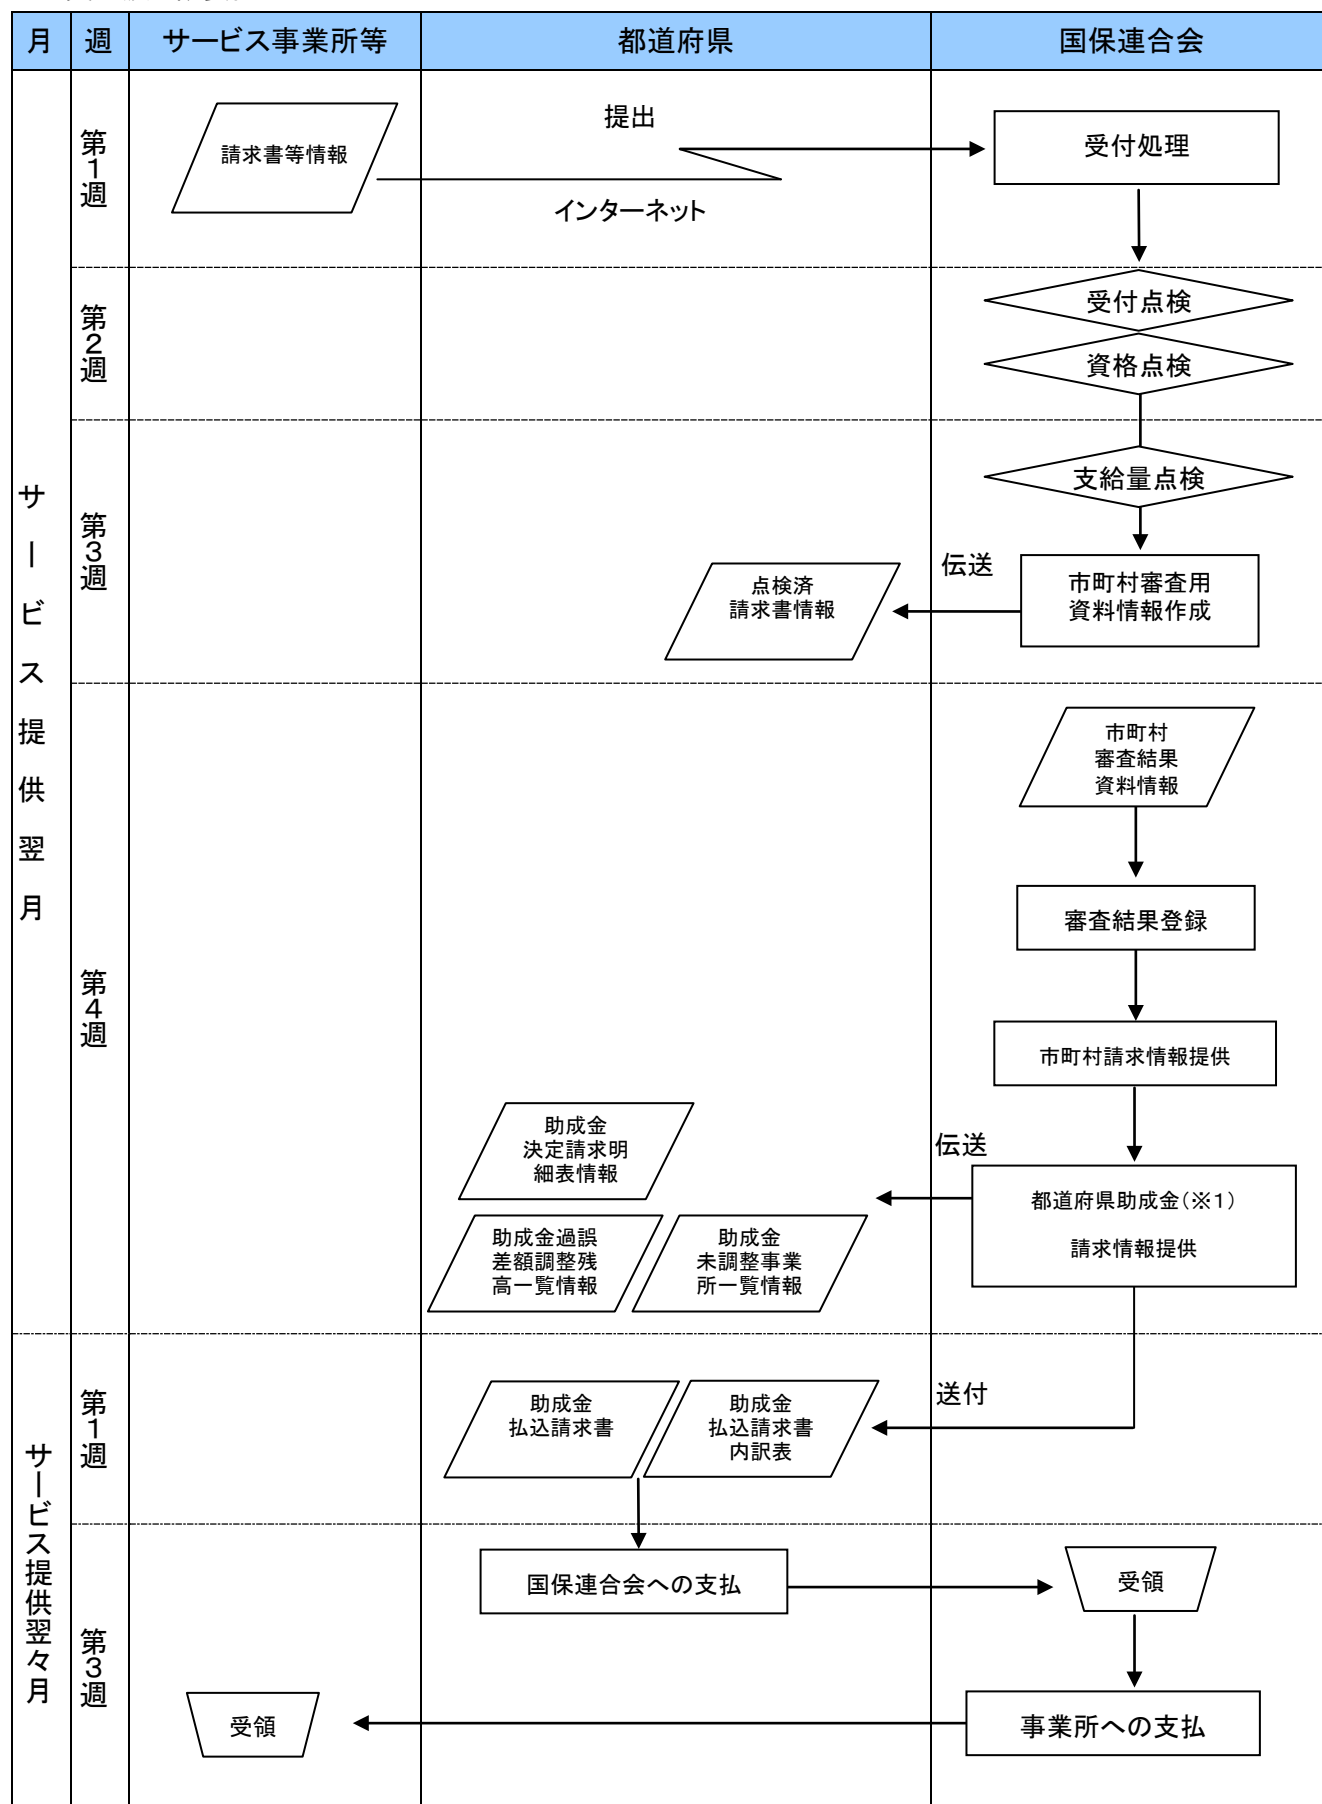 月
週
サービス事業所等
都道府県
国保連合会
サービス提供翌月
第1週
請求書等情報
提出
インターネット
受付処理
第2週
受付点検
資格点検
第3週
支給量点検
伝送
点検済
請求書情報
市町村審査用
資料情報作成
第4週
市町村
審査結果
資料情報
審査結果登録
市町村請求情報提供
助成金
決定請求明
細表情報
伝送
都道府県助成金(※1)
請求情報提供
助成金過誤
差額調整残
高一覧情報
助成金
未調整事業
所一覧情報
サービス提供翌々月
第1週
助成金
払込請求書
助成金
払込請求書
内訳表
送付
第3週
国保連合会への支払
受領
受領
事業所への支払